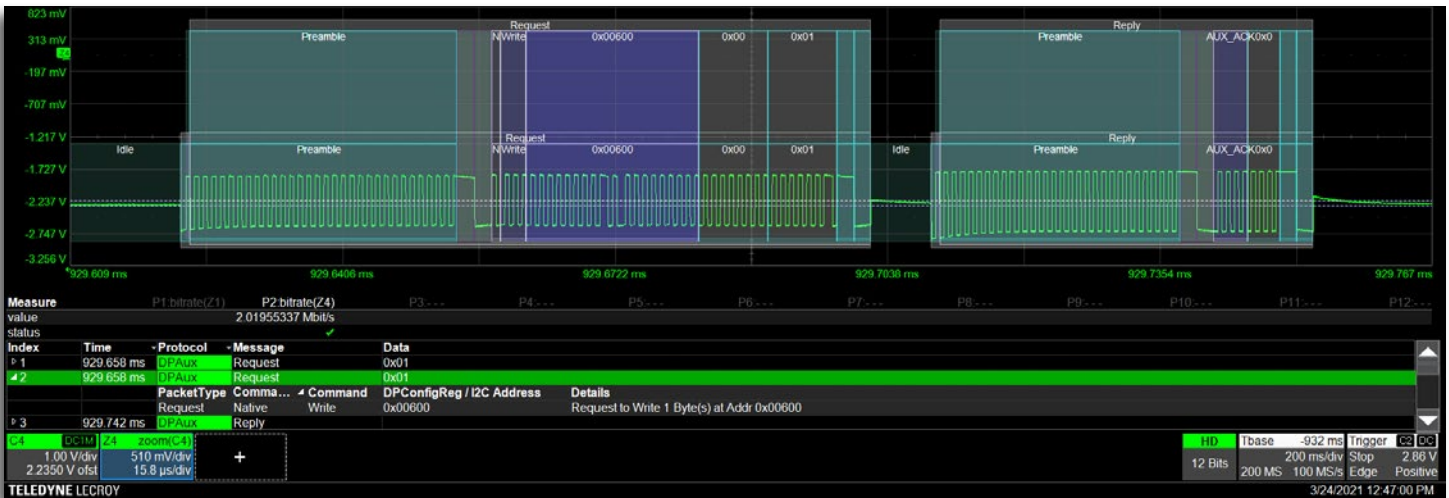 823 mV
Request Reply
313 mV Preamble N Write 0x00600 0x00 0x01 Preamble AUX_ACK0x0
Z4
-197 mV
-707 mV
-1.217 V
Request Reply
Idle Preamble N Write 0x00600 0x00 0x01 Idle Preamble AUX_ACK0x0
-1.727 V
-2.237 V
-2.747 V
-3.256 V
929.609 ms 929.6406 ms 929.6722 ms 929.7038 ms 929.7354 ms 929.767 ms
Measure P1:bitrate(Z1) P2:bitrate(Z4) P3:- - - P4:- - - P5:- - - P6:- - - P7:- - - P8:- - - P9:- - - P10:- - - P11:- - - P12:- - -
value 2.01955337 Mbit/s
status
Index Time Protocol Message Data
1 929.658 ms DPAux Request 0x01
2 929.658 ms DPAux Request 0x01
PacketType Comma... Command DPConfigReg / I2C Address Details
Request Native Write 0x00600 Request to Write 1 Byte(s) at Addr 0x00600
3 929.742 ms DPAux Reply
C4 DC1M Z4 zoom(C4) HD Tbase -932 ms Trigger C2 DC
1.00 V/div 510 mV/div + 12 Bits 200 ms/div Stop 2.86 V
2.2350 V ofst 15.8 µs/div 200 MS 100 MS/s Edge Positive
TELEDYNE LECROY 3/24/2021 12:47:00 PM